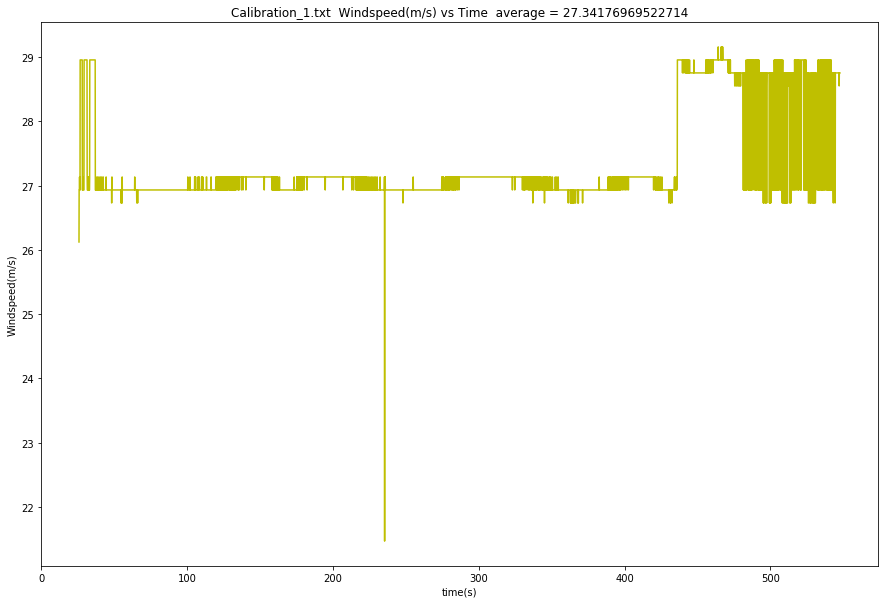 Calibration_1.txt  Windspeed(m/s) vs Time  average = 27.34176969522714
Windspeed(m/s)
29
28
27
26
25
24
23
22
0 100 200 300 400 500
time(s)